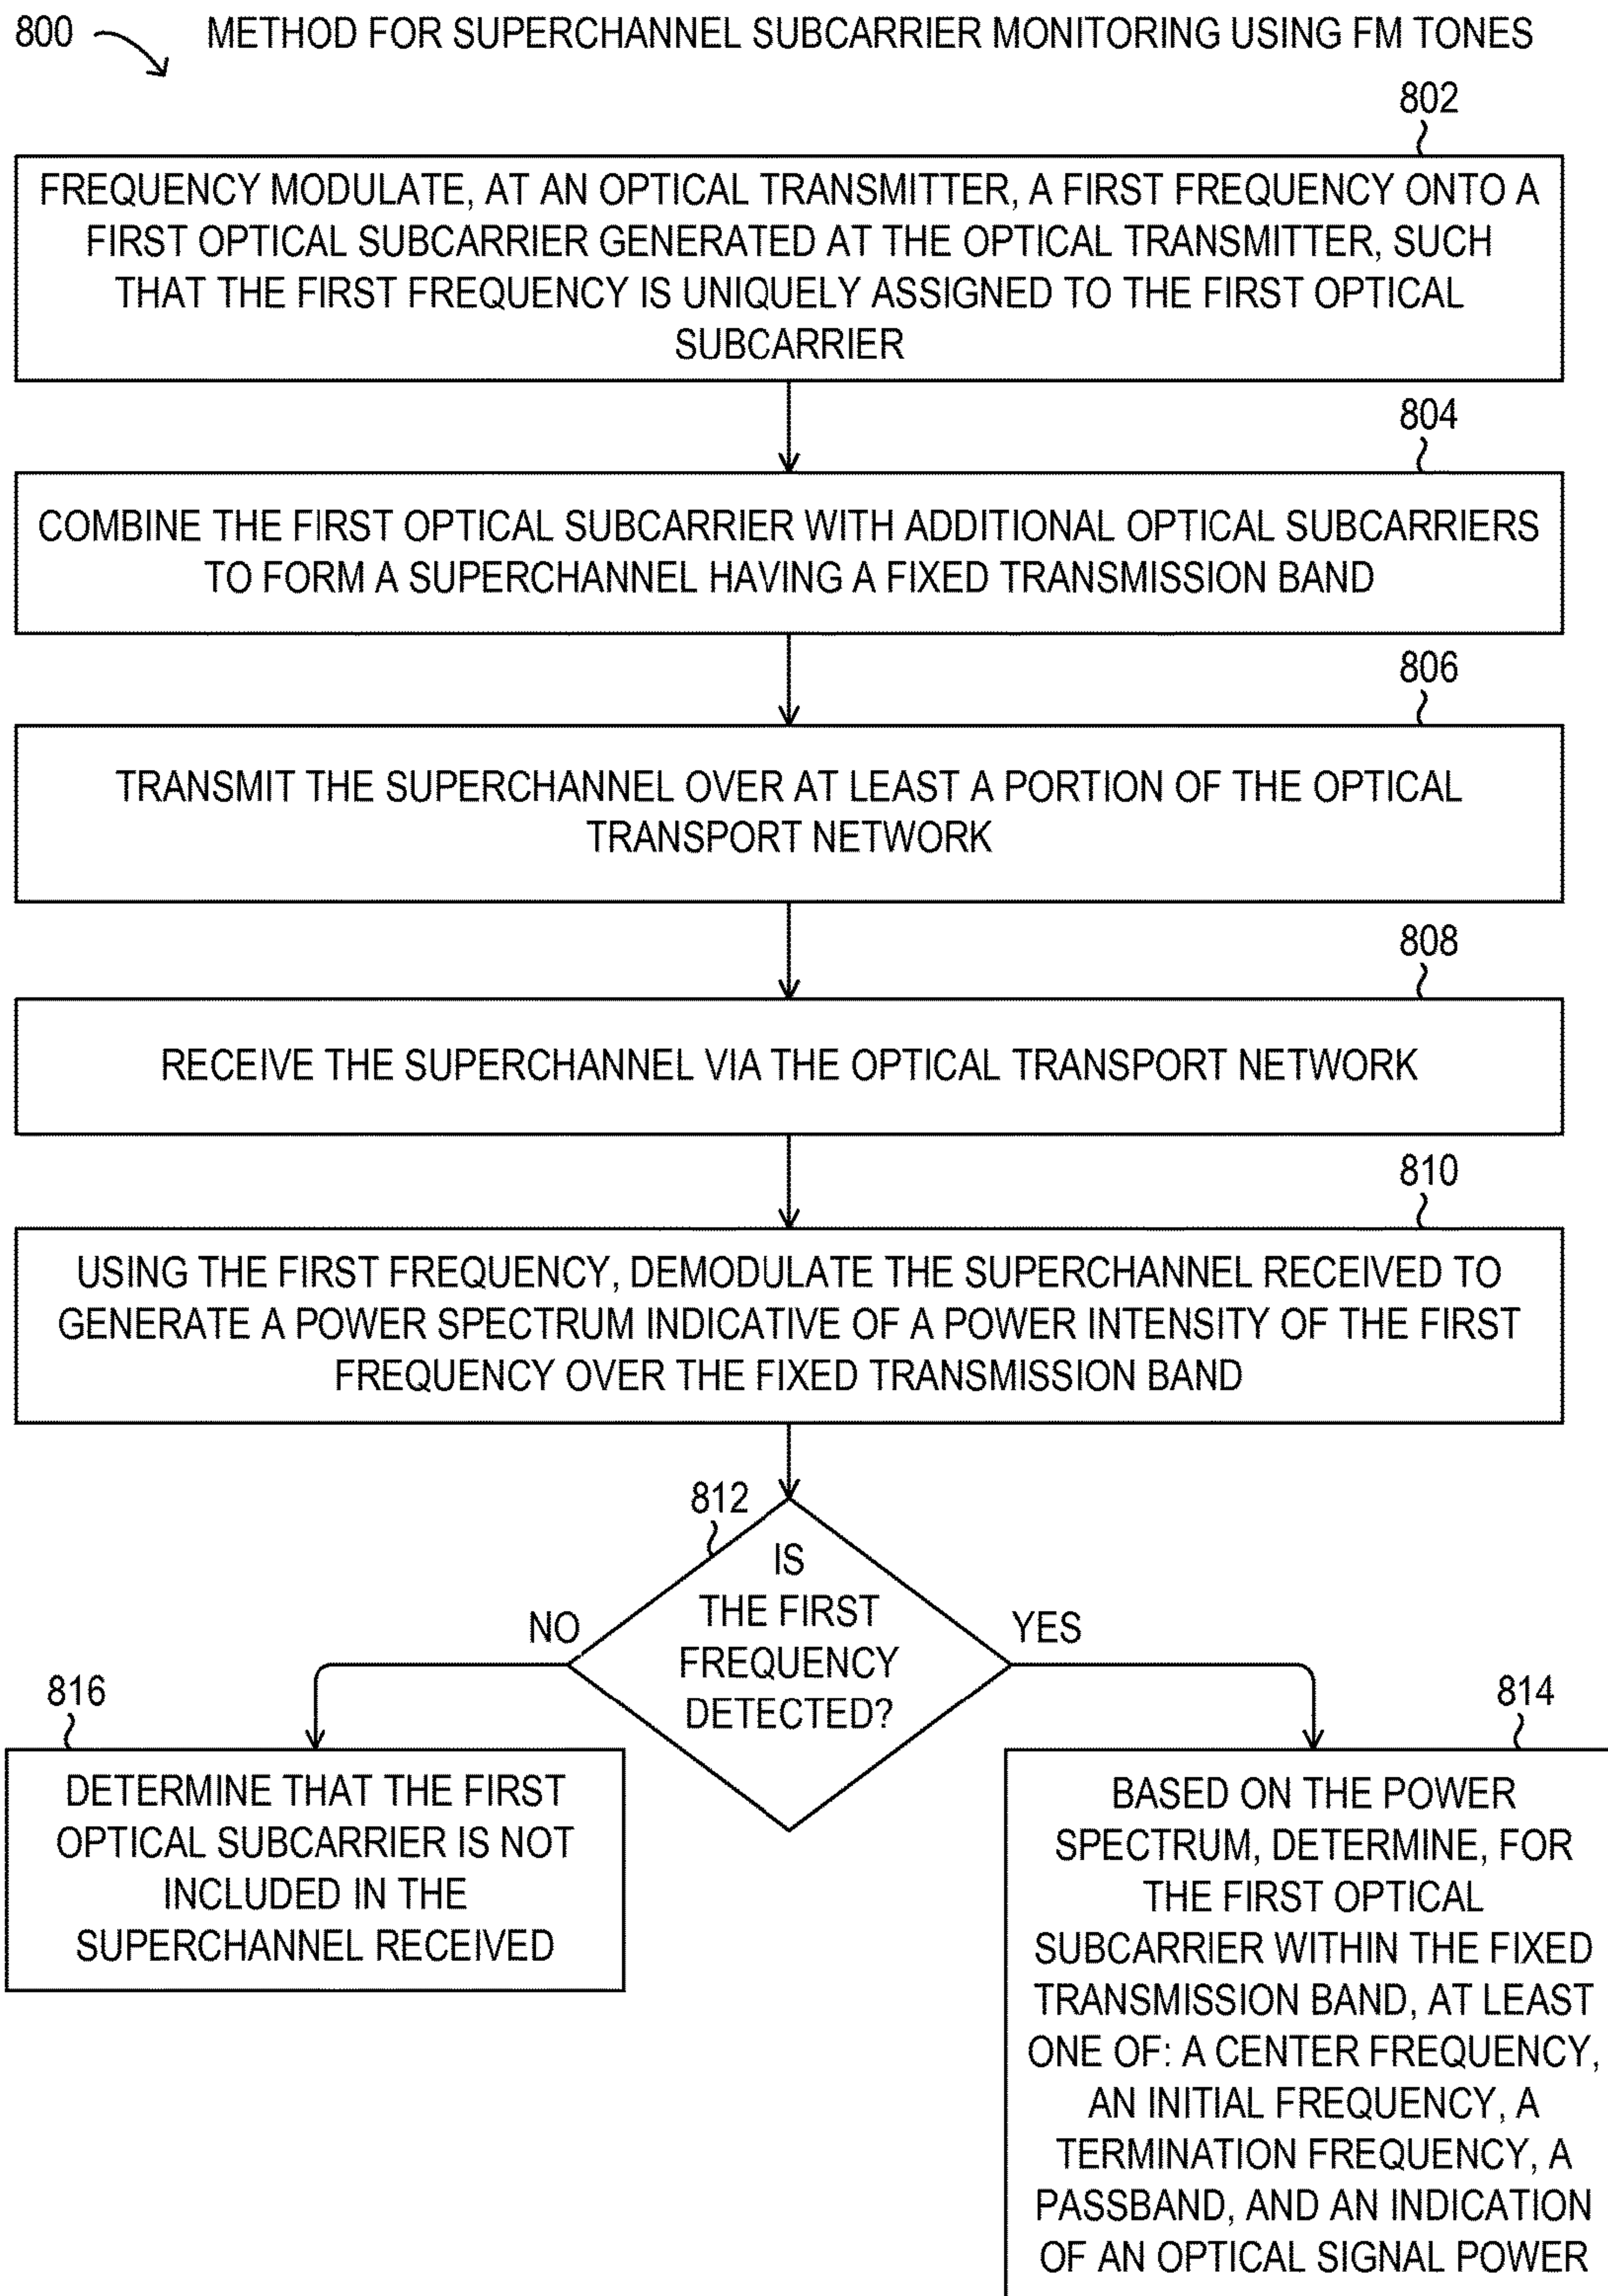 800
METHOD FOR SUPERCHANNEL SUBCARRIER MONITORING USING FM TONES
802
FREQUENCY MODULATE, AT AN OPTICAL TRANSMITTER, A FIRST FREQUENCY ONTO A
FIRST OPTICAL SUBCARRIER GENERATED AT THE OPTICAL TRANSMITTER, SUCH
THAT THE FIRST FREQUENCY IS UNIQUELY ASSIGNED TO THE FIRST OPTICAL
SUBCARRIER
804
COMBINE THE FIRST OPTICAL SUBCARRIER WITH ADDITIONAL OPTICAL SUBCARRIERS
TO FORM A SUPERCHANNEL HAVING A FIXED TRANSMISSION BAND
806
TRANSMIT THE SUPERCHANNEL OVER AT LEAST A PORTION OF THE OPTICAL
TRANSPORT NETWORK
808
RECEIVE THE SUPERCHANNEL VIA THE OPTICAL TRANSPORT NETWORK
810
USING THE FIRST FREQUENCY, DEMODULATE THE SUPERCHANNEL RECEIVED TO
GENERATE A POWER SPECTRUM INDICATIVE OF A POWER INTENSITY OF THE FIRST
FREQUENCY OVER THE FIXED TRANSMISSION BAND
812
IS
THE FIRST
FREQUENCY
DETECTED?
NO
YES
816
DETERMINE THAT THE FIRST
OPTICAL SUBCARRIER IS NOT
INCLUDED IN THE
SUPERCHANNEL RECEIVED
814
BASED ON THE POWER
SPECTRUM, DETERMINE, FOR
THE FIRST OPTICAL
SUBCARRIER WITHIN THE FIXED
TRANSMISSION BAND, AT LEAST
ONE OF: A CENTER FREQUENCY,
AN INITIAL FREQUENCY, A
TERMINATION FREQUENCY, A
PASSBAND, AND AN INDICATION
OF AN OPTICAL SIGNAL POWER